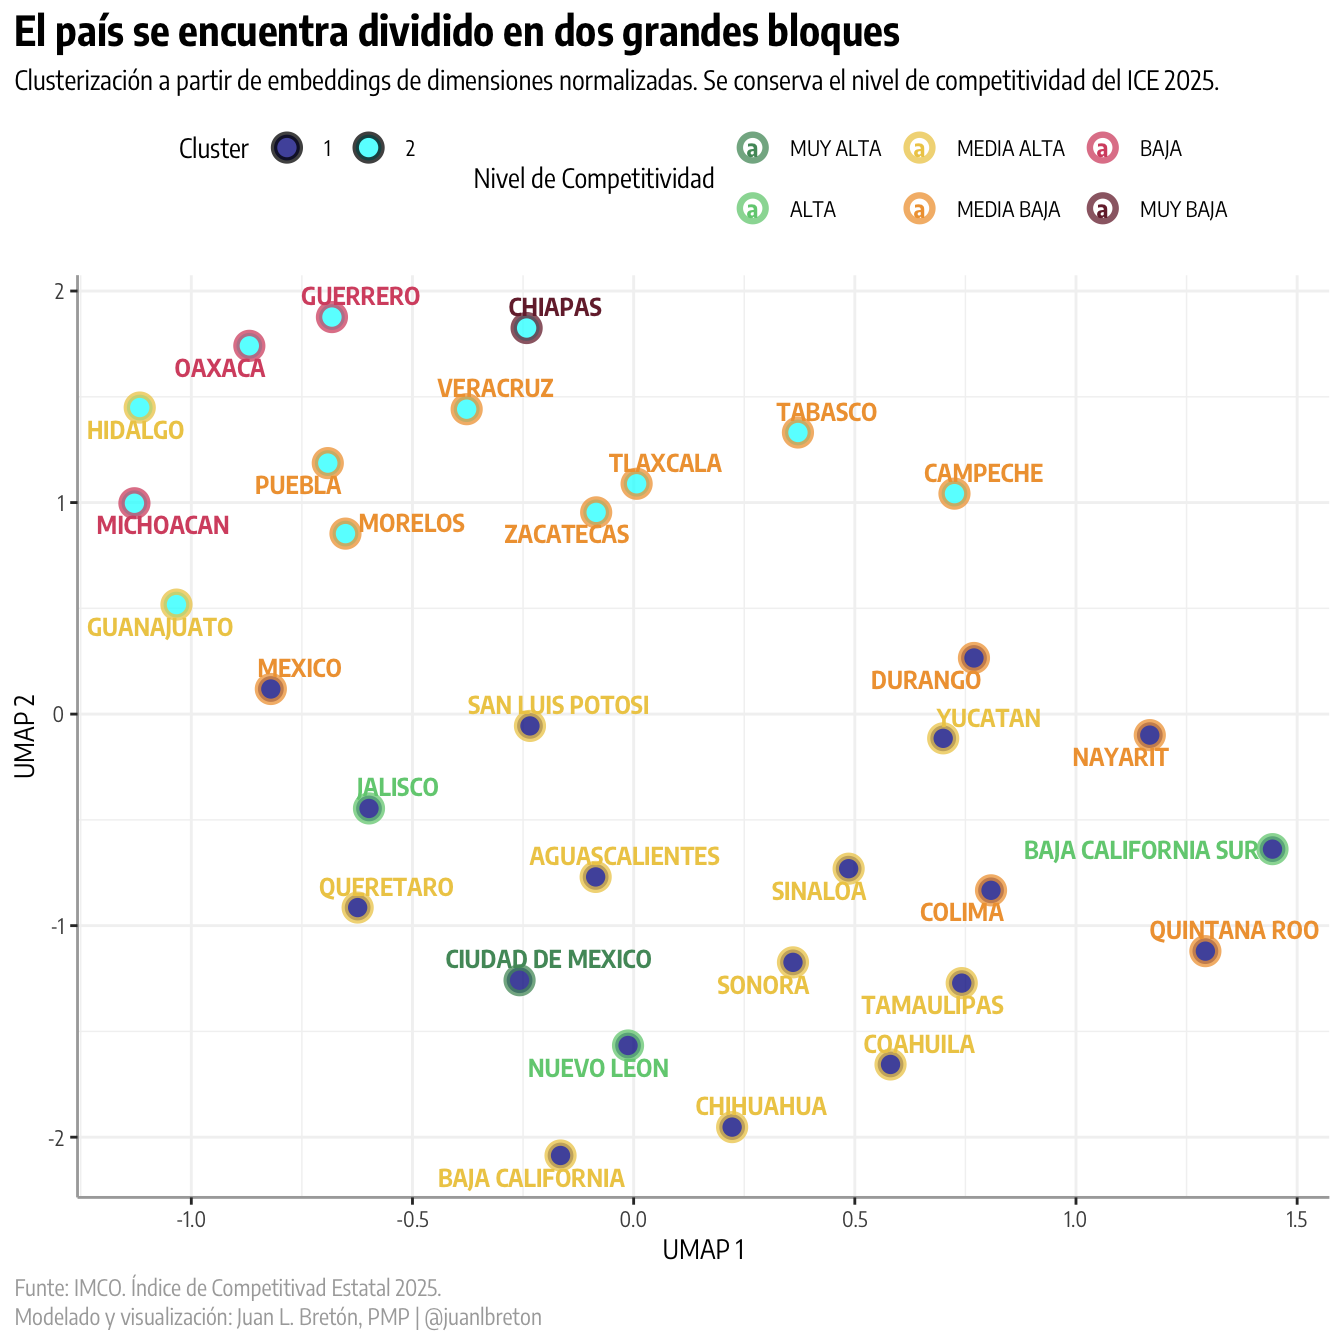 El país se encuentra dividido en dos grandes bloques
Clusterización a partir de embeddings de dimensiones normalizadas. Se conserva el nivel de competitividad del ICE 2025.
Cluster 1 2
Nivel de Competitividad
a MUY ALTA a MEDIA ALTA a BAJA
a ALTA a MEDIA BAJA a MUY BAJA
UMAP 2
2
1
0
-1
-2
GUERRERO
CHIAPAS
OAXACA
VERACRUZ
TABASCO
HIDALGO
TLAXCALA
CAMPECHE
PUEBLA
MICHOACAN
MORELOS
ZACATECAS
GUANAJUATO
MEXICO
DURANGO
SAN LUIS POTOSI
YUCATAN
NAYARIT
JALISCO
AGUASCALIENTES
BAJA CALIFORNIA SUR
QUERETARO
SINALOA
COLIMA
QUINTANA ROO
CIUDAD DE MEXICO
SONORA
TAMAULIPAS
COAHUILA
NUEVO LEON
CHIHUAHUA
BAJA CALIFORNIA
-1.0 -0.5 0.0 0.5 1.0 1.5
UMAP 1
Funte: IMCO. Índice de Competitivad Estatal 2025.
Modelado y visualización: Juan L. Bretón, PMP | @juanlbreton